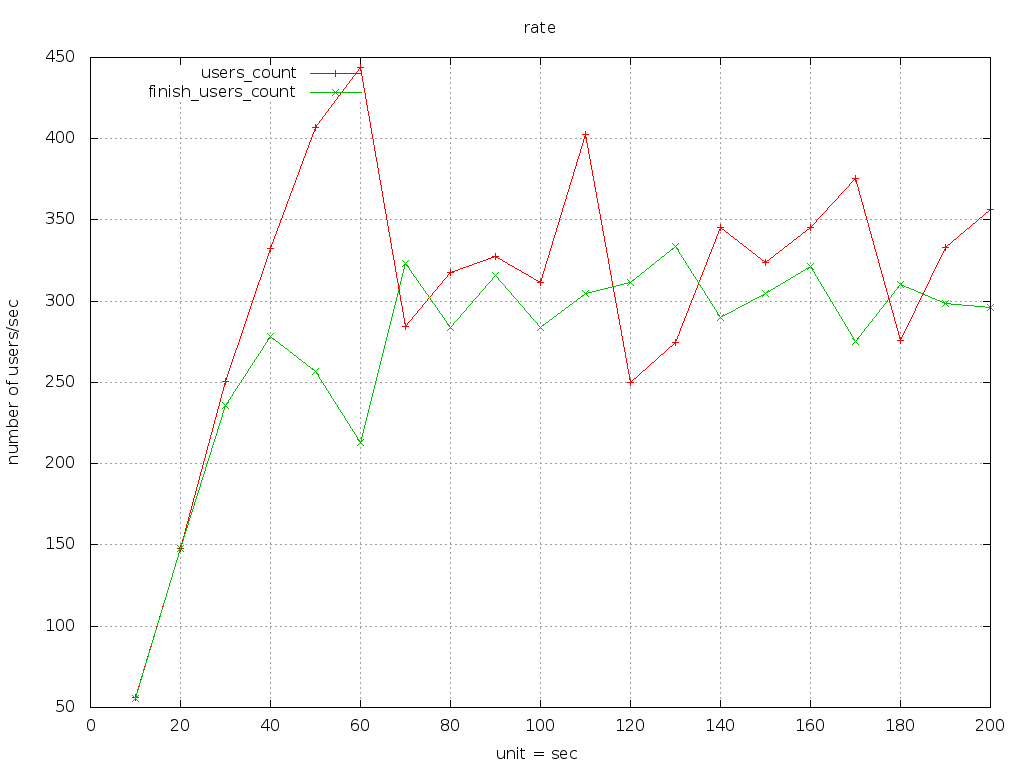 rate
users_count
finish_users_count
450
400
350
300
250
200
150
100
50
number of users/sec
0 20 40 60 80 100 120 140 160 180 200
unit = sec